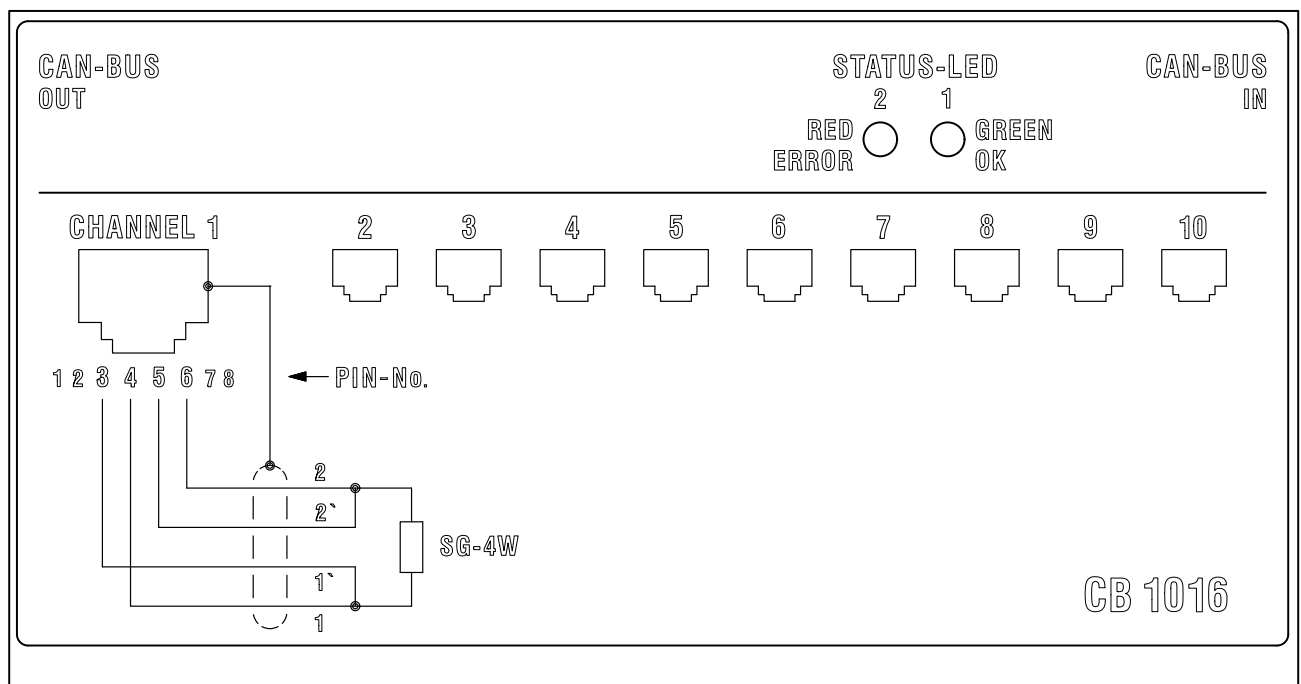 CAN-BUS
OUT
STATUS-LED
2 1
RED
ERROR
GREEN
OK
CAN-BUS
IN
CHANNEL 1 2 3 4 5 6 7 8 9 10
1 2 3 4 5 6 7 8
PIN-No.
2
2`
SG-4W
1`
1
CB 1016